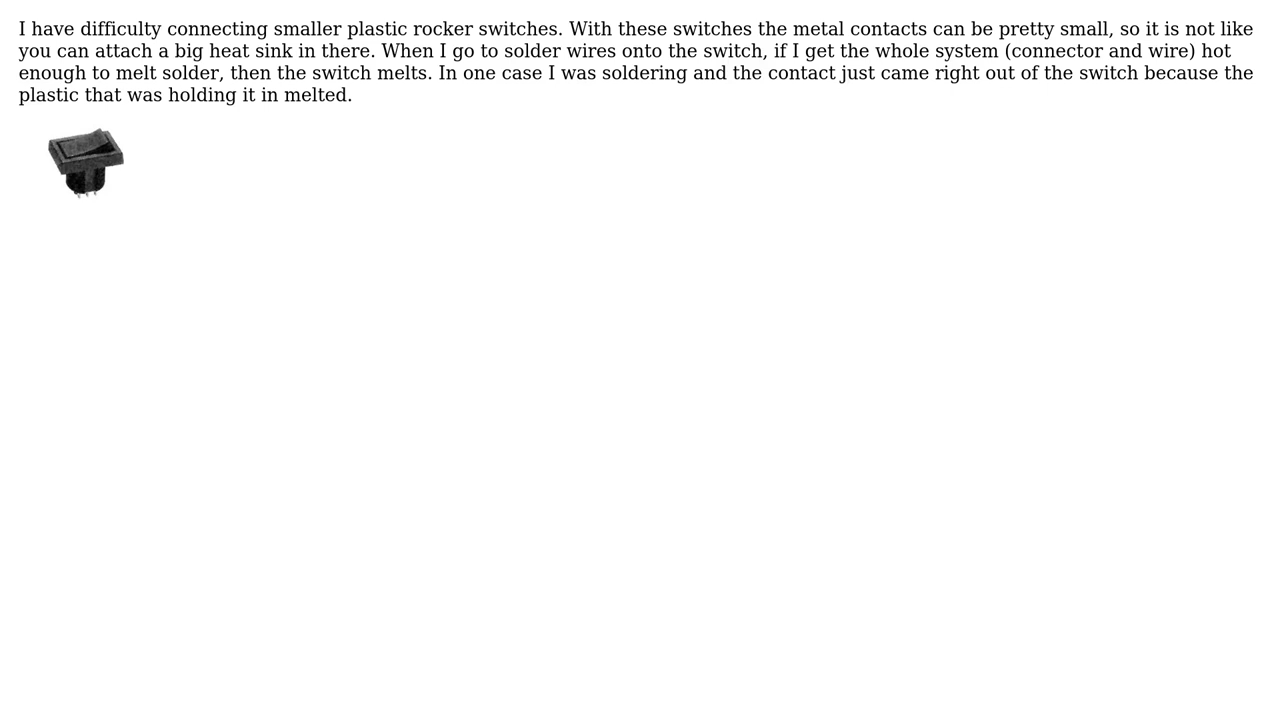 I have difficulty connecting smaller plastic rocker switches. With these switches the metal contacts can be pretty small, so it is not like
you can attach a big heat sink in there. When I go to solder wires onto the switch, if I get the whole system (connector and wire) hot
enough to melt solder, then the switch melts. In one case I was soldering and the contact just came right out of the switch because the
plastic that was holding it in melted.